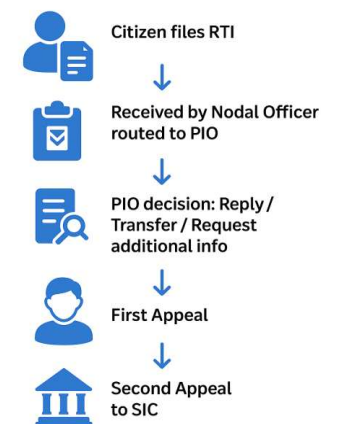 Citizen files RTI
Received by Nodal Officer
routed to PIO
PIO decision: Reply /
Transfer / Request
additional info
First Appeal
Second Appeal
to SIC